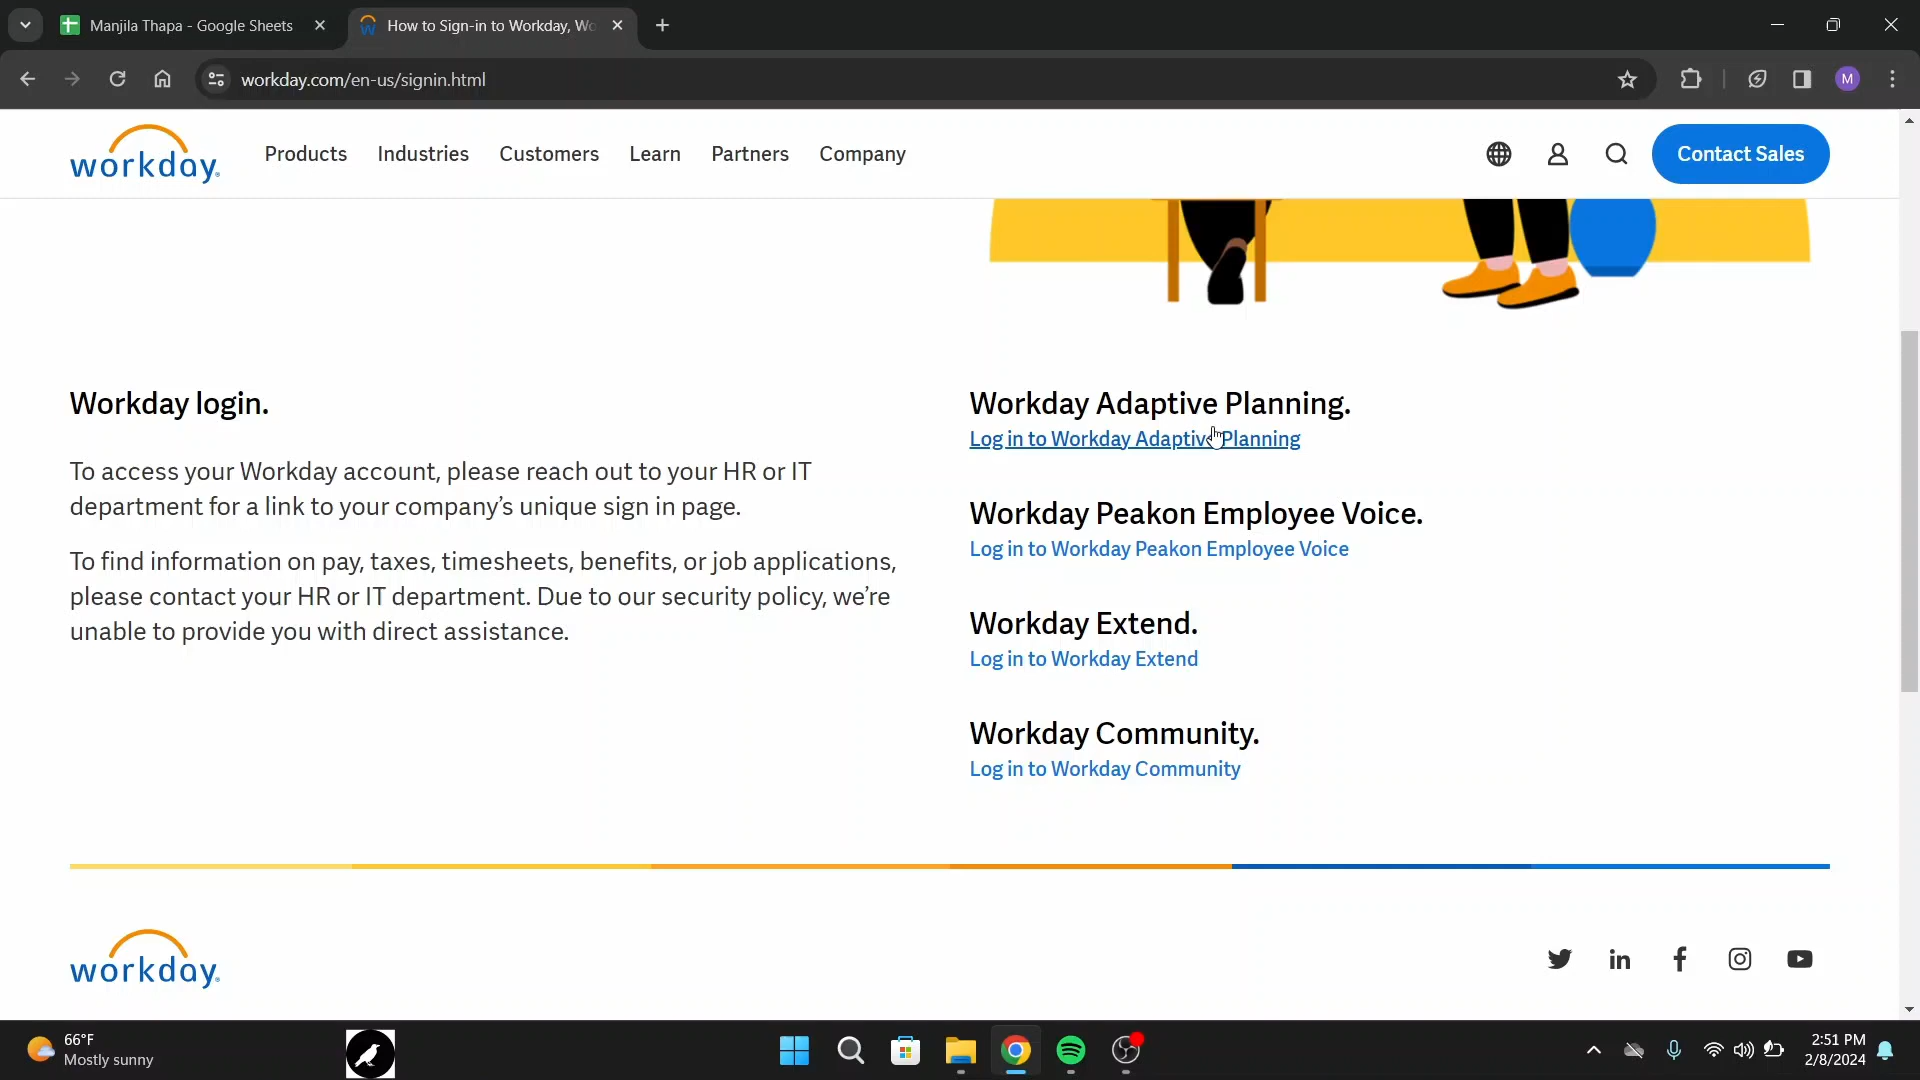 Manjila Thapa - Google Sheets
How to Sign-in to Workday, Wo
workday.com/en-us/signin.html
M
workday.
Products
Industries
Customers
Learn
Partners
Company
Contact Sales
Workday login.
To access your Workday account, please reach out to your HR or IT
department for a link to your company’s unique sign in page.
To find information on pay, taxes, timesheets, benefits, or job applications,
please contact your HR or IT department. Due to our security policy, we’re
unable to provide you with direct assistance.
Workday Adaptive Planning.
Log in to Workday Adaptive Planning
Workday Peakon Employee Voice.
Log in to Workday Peakon Employee Voice
Workday Extend.
Log in to Workday Extend
Workday Community.
Log in to Workday Community
workday.
66°F
Mostly sunny
2:51 PM
2/8/2024